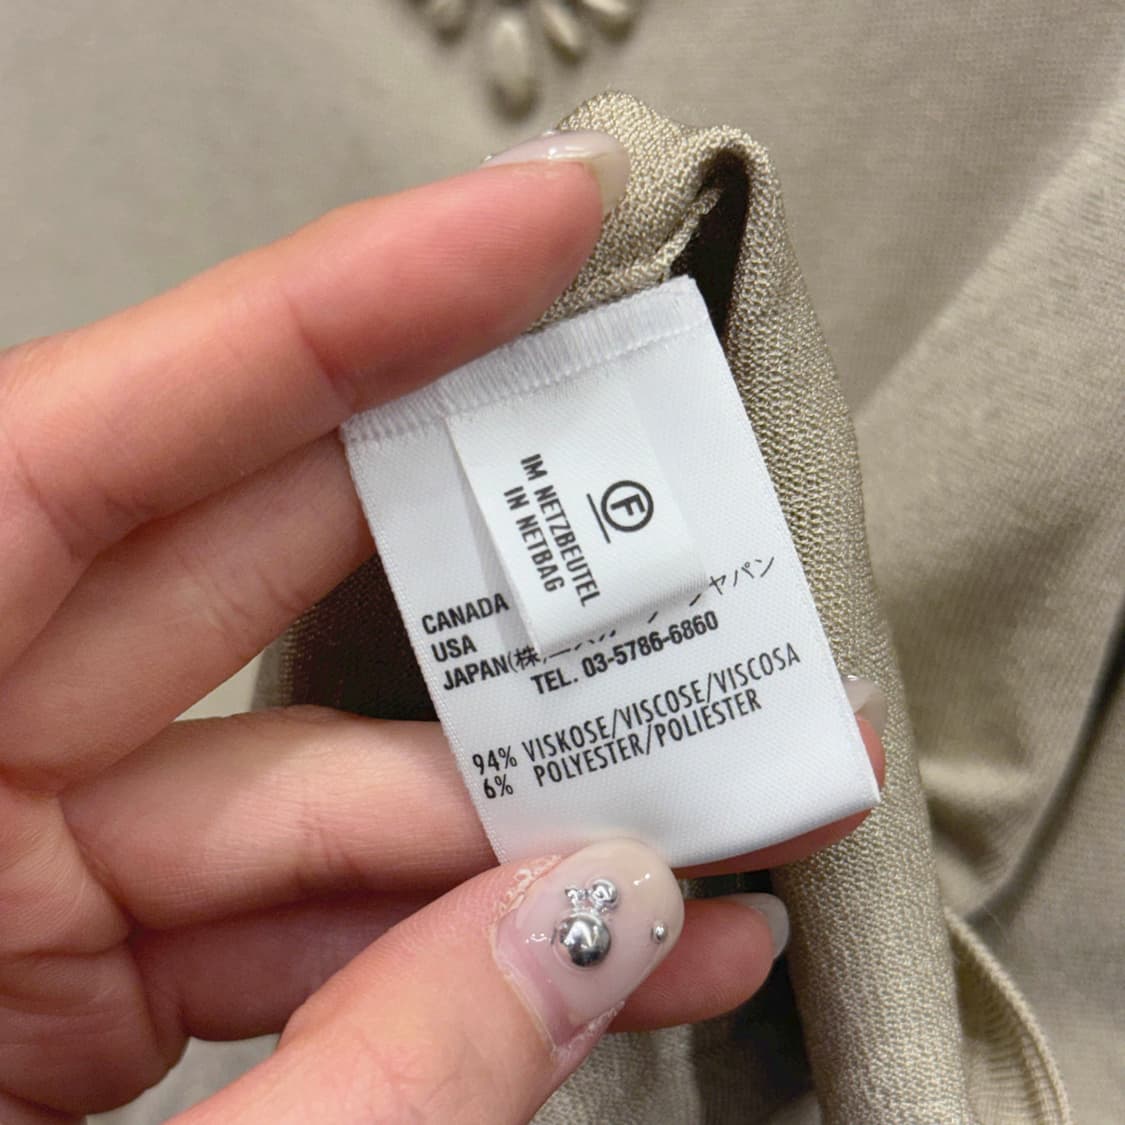 Ⓕ
IM NETZBEUTEL
IN NETBAG
CANADA
USA
JAPAN(株)
ャパン
TEL. 03-5786-6860
94% VISKOSE/VISCOSE/VISCOSA
6% POLYESTER/POLIESTER